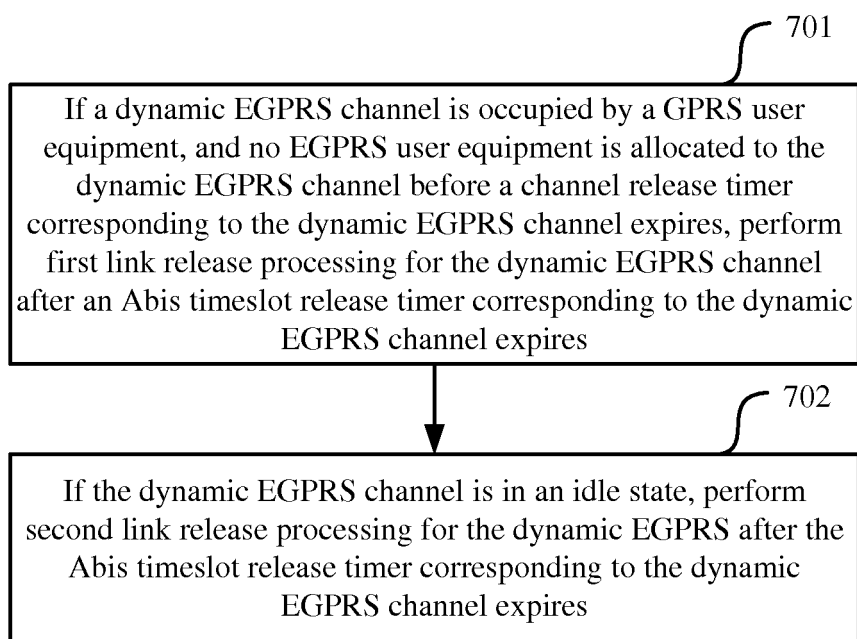 701
If a dynamic EGPRS channel is occupied by a GPRS user
equipment, and no EGPRS user equipment is allocated to the
dynamic EGPRS channel before a channel release timer
corresponding to the dynamic EGPRS channel expires, perform
first link release processing for the dynamic EGPRS channel
after an Abis timeslot release timer corresponding to the dynamic
EGPRS channel expires
702
If the dynamic EGPRS channel is in an idle state, perform
second link release processing for the dynamic EGPRS after the
Abis timeslot release timer corresponding to the dynamic
EGPRS channel expires